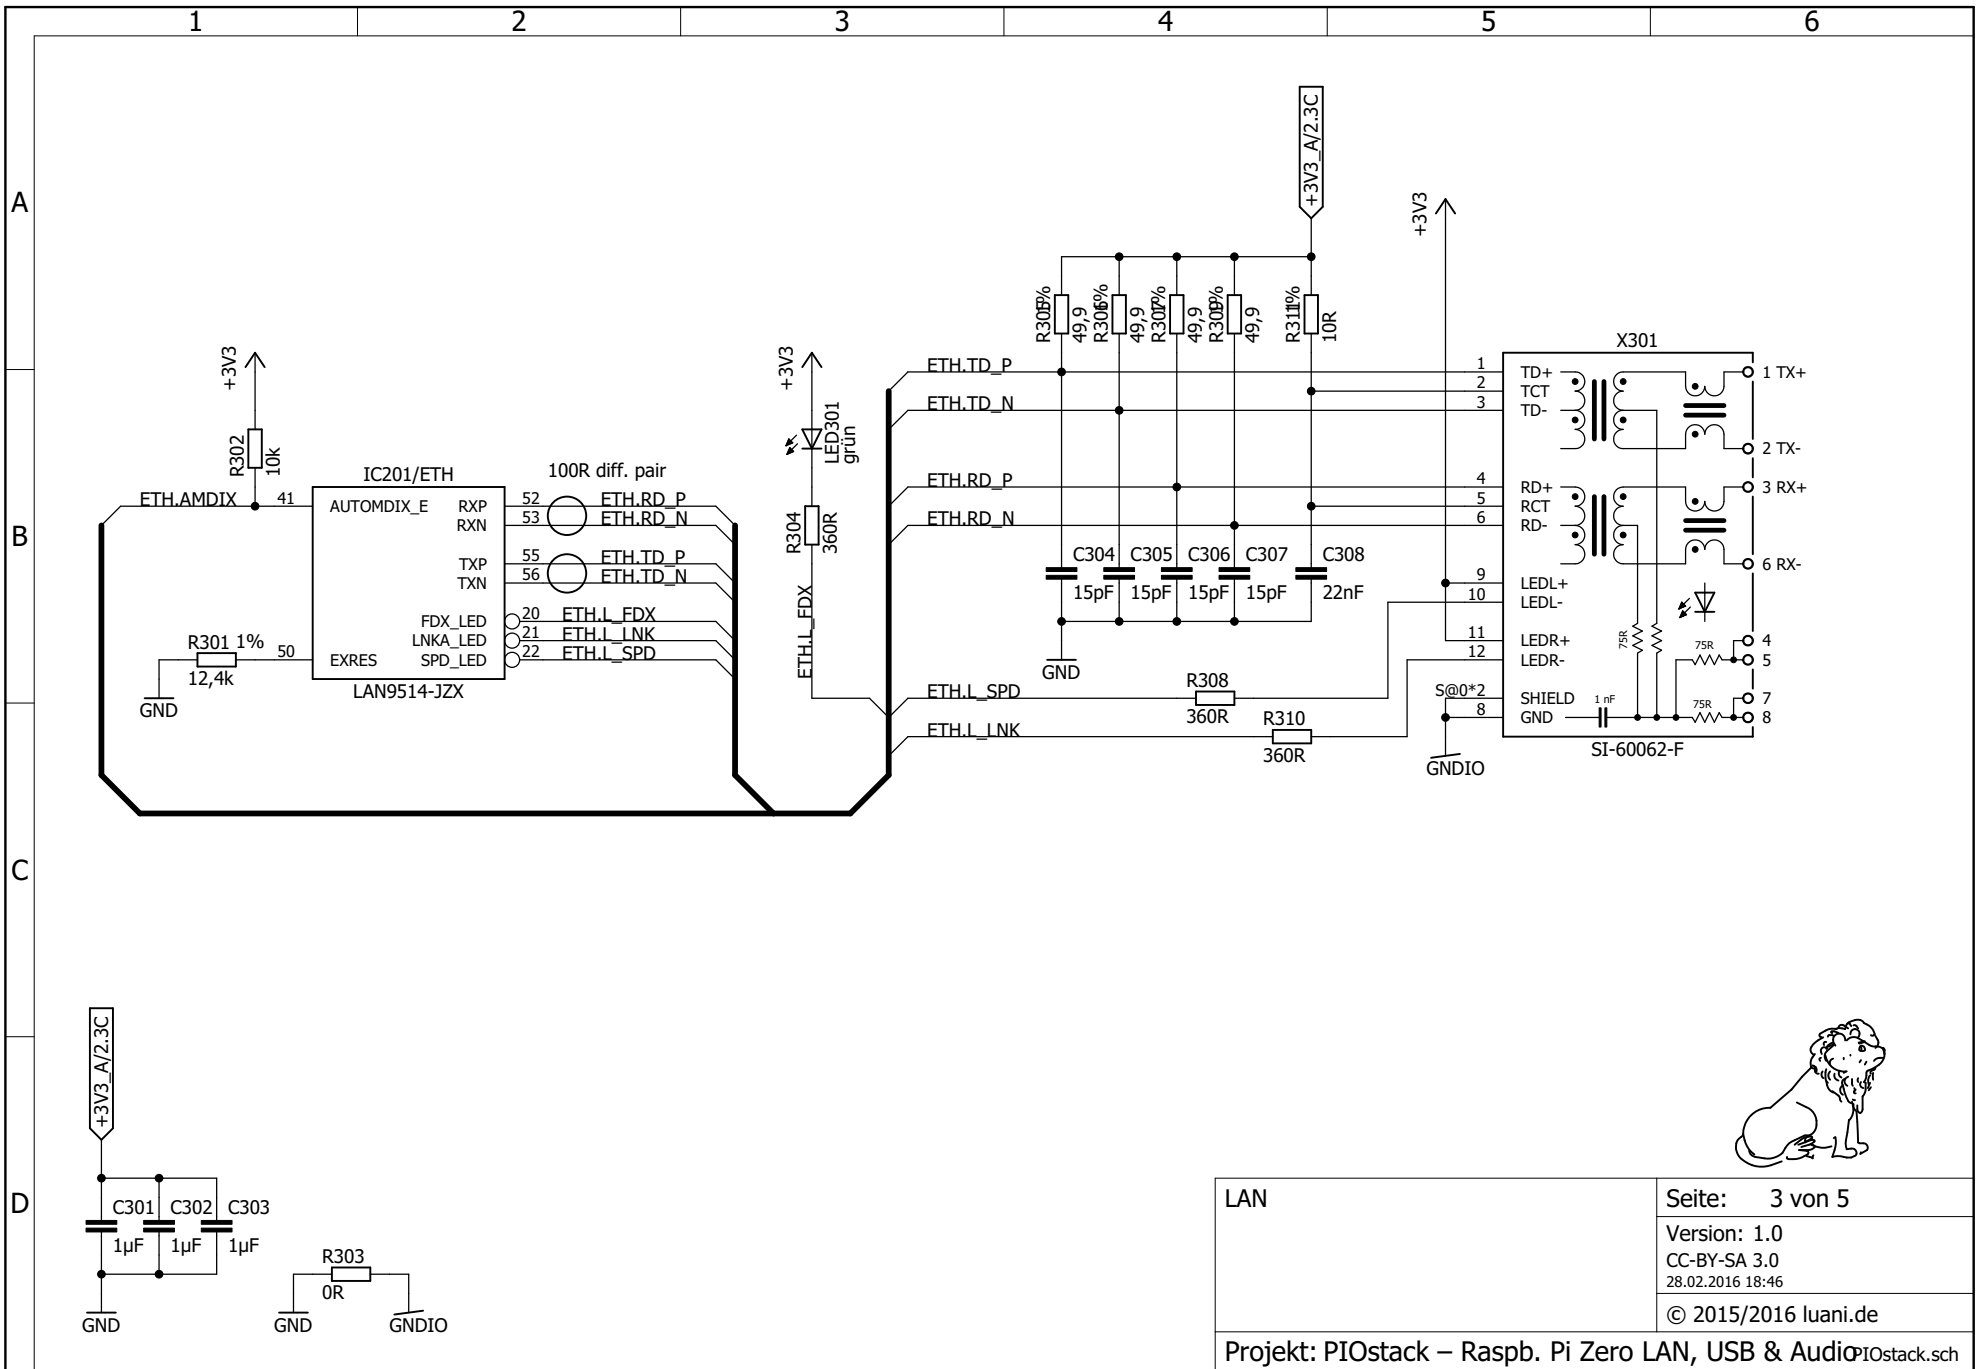 1 2 3 4 5 6
A
B
C
D
+3V3_A/2.3C
+3V3
R305 1% 49,9
R306 1% 49,9
R307 1% 49,9
R309 1% 49,9
R311 1% 10R
+3V3
R302
10k
ETH.AMDIX
41
IC201/ETH
AUTOMDIX_E
RXP
RXN
TXP
TXN
FDX_LED
LNKA_LED
SPD_LED
EXRES
LAN9514-JZX
R301 1%
12,4k
50
GND
100R diff. pair
52 ETH.RD_P
53 ETH.RD_N
55 ETH.TD_P
56 ETH.TD_N
20 ETH.L_FDX
21 ETH.L_LNK
22 ETH.L_SPD
+3V3
LED301
grün
R304
360R
ETH.L_FDX
ETH.TD_P
ETH.TD_N
ETH.RD_P
ETH.RD_N
C304 C305 C306 C307 C308
15pF 15pF 15pF 15pF 22nF
GND
ETH.L_SPD
R308
360R
ETH.L_LNK
R310
360R
X301
1 TD+
2 TCT
3 TD-
4 RD+
5 RCT
6 RD-
9 LEDL+
10 LEDL-
11 LEDR+
12 LEDR-
S@0*2 SHIELD
8 GND
1 nF
75R
75R
75R
1 TX+
2 TX-
3 RX+
6 RX-
4
5
7
8
SI-60062-F
GNDIO
+3V3_A/2.3C
C301 C302 C303
1µF 1µF 1µF
GND
R303
0R
GND
GNDIO
LAN
Seite: 3 von 5
Version: 1.0
CC-BY-SA 3.0
28.02.2016 18:46
© 2015/2016 luani.de
Projekt: PIOstack – Raspb. Pi Zero LAN, USB & Audio
PIOstack.sch